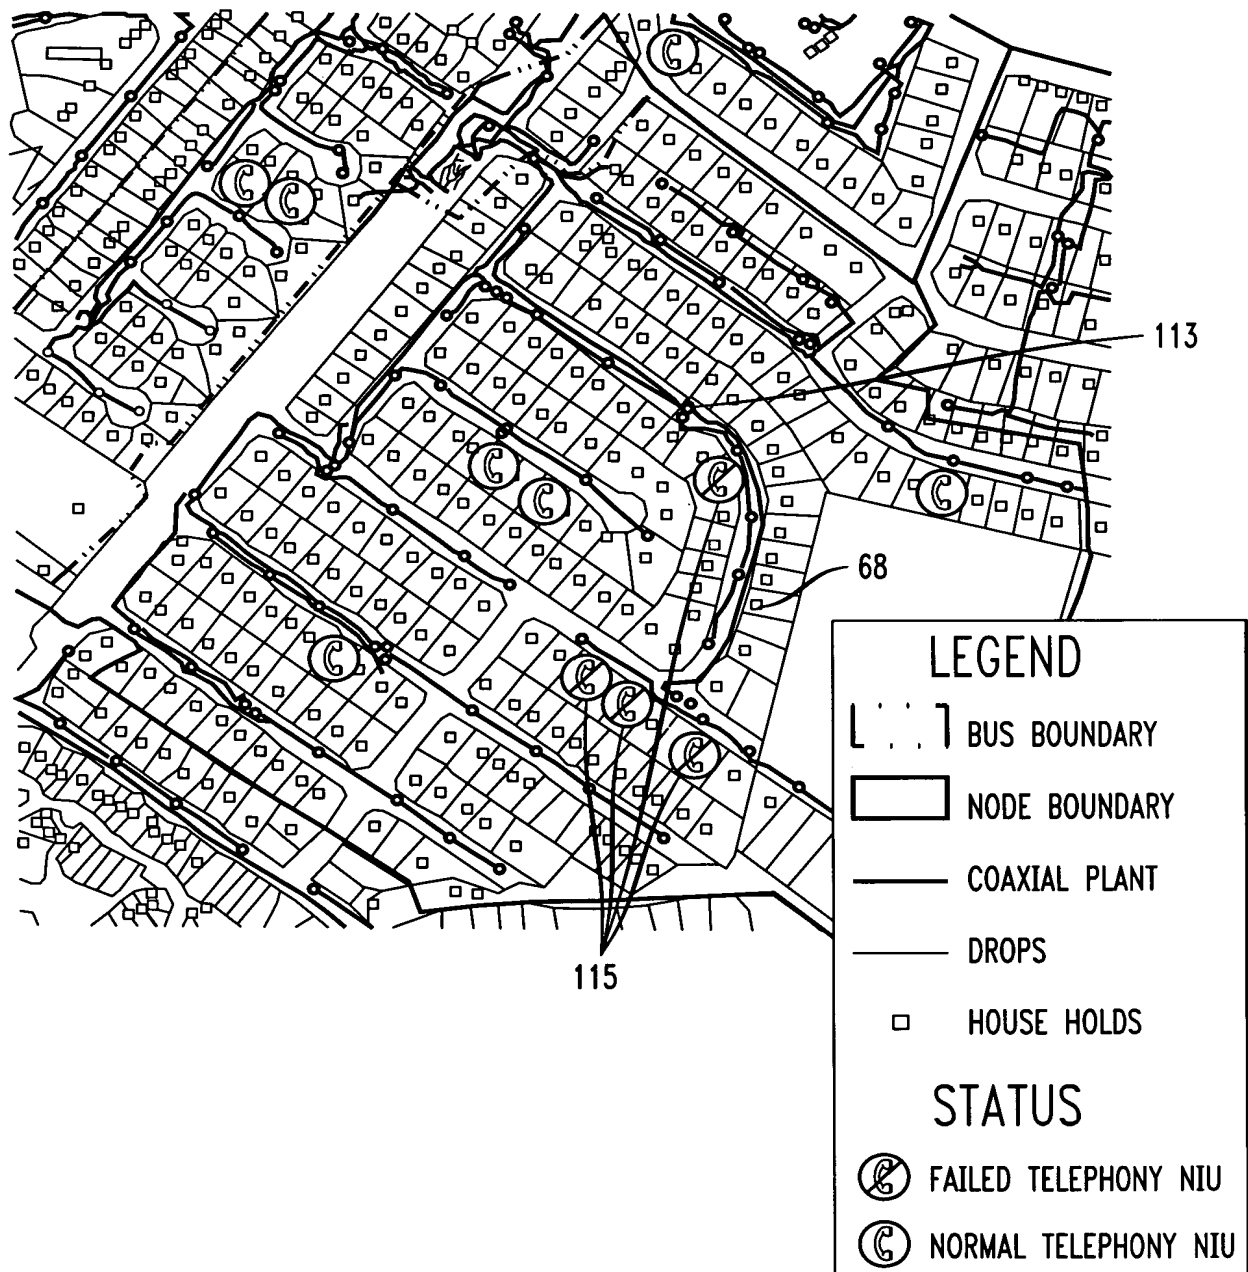 113
68
115
LEGEND
BUS BOUNDARY
NODE BOUNDARY
COAXIAL PLANT
DROPS
HOUSE HOLDS
STATUS
FAILED TELEPHONY NIU
NORMAL TELEPHONY NIU